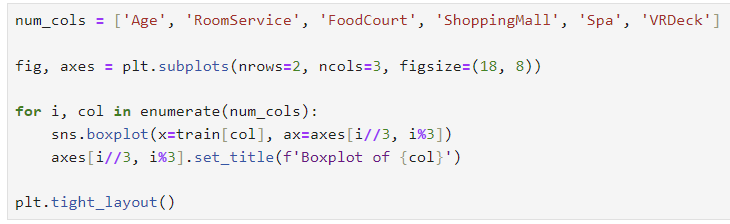 num_cols = ['Age', 'RoomService', 'FoodCourt', 'ShoppingMall', 'Spa', 'VRDeck']
fig, axes = plt.subplots(nrows=2, ncols=3, figsize=(18, 8))
for i, col in enumerate(num_cols):
    sns.boxplot(x=train[col], ax=axes[i//3, i%3])
    axes[i//3, i%3].set_title(f'Boxplot of {col}')
plt.tight_layout()